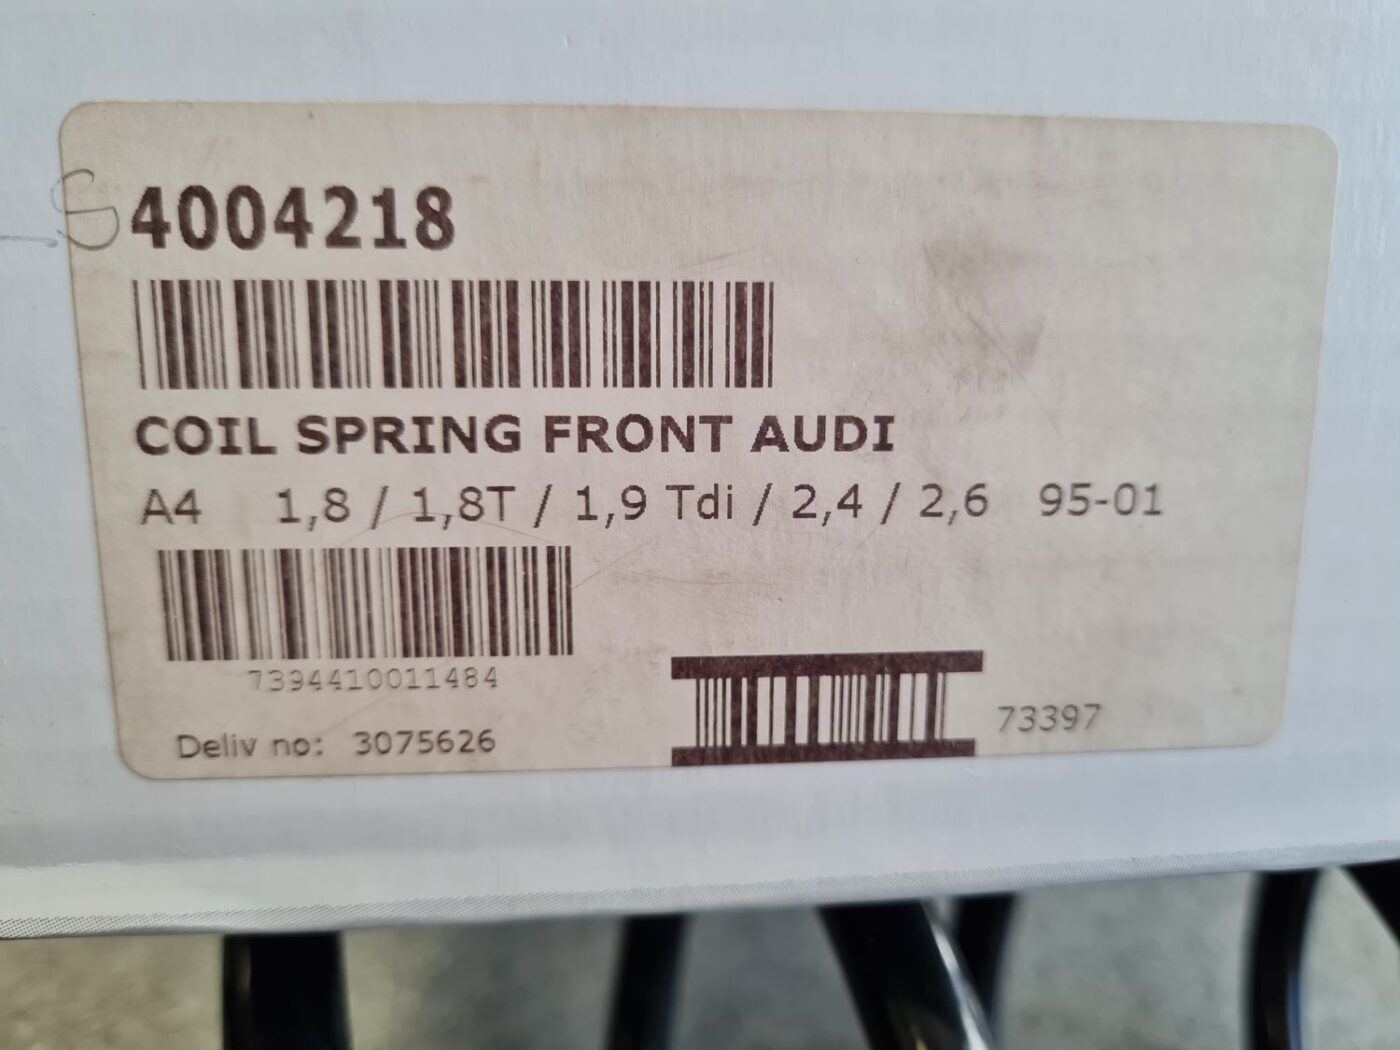 4004218
COIL SPRING FRONT AUDI
A4 1,8 / 1,8T / 1,9 Tdi / 2,4 / 2,6 95-01
7394410011484
73397
Deliv no: 3075626